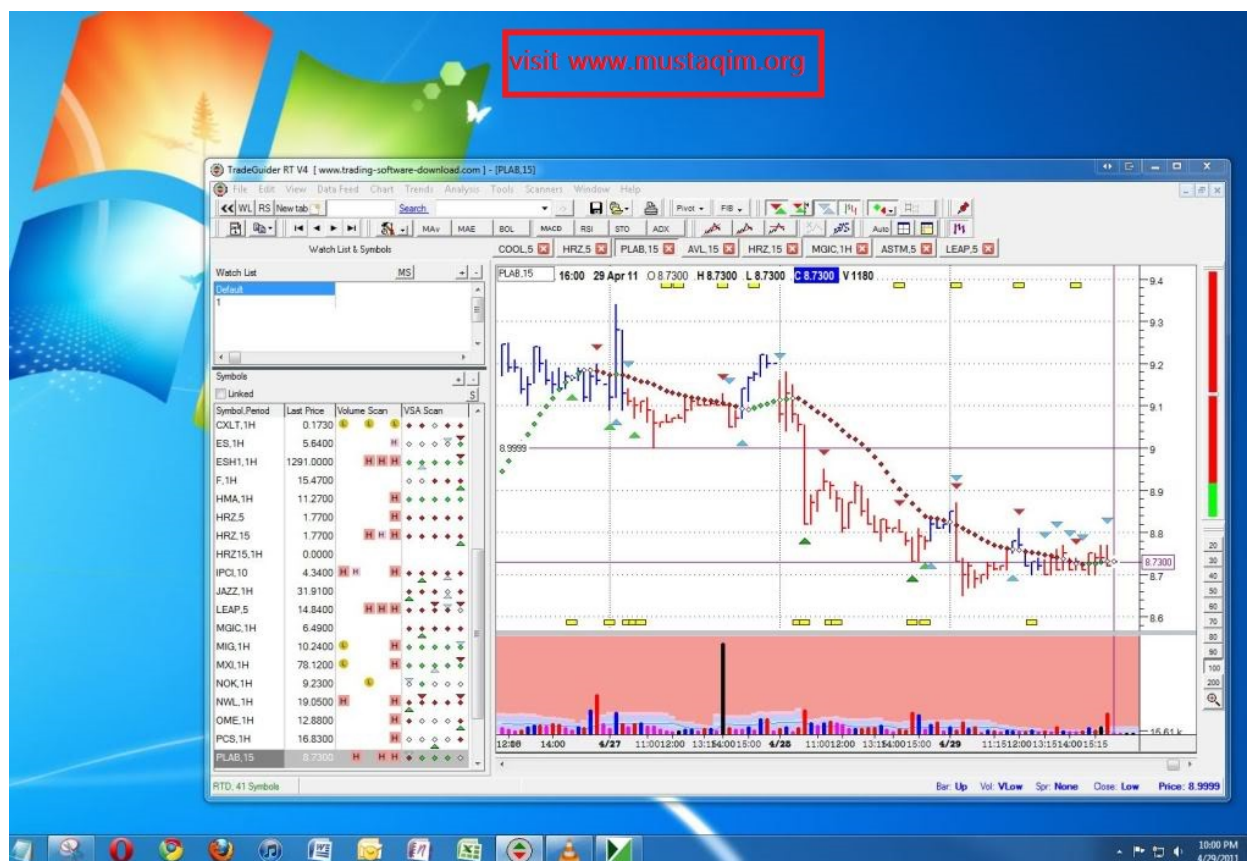 visit www.mustaqim.org
TradeGuider RT V4 [ www.trading-software-download.com ] - [PLAB,15]
File Edit View Data Feed Chart Trends Analysis Tools Scanners Window Help
WL RS New tab Search Pivot FIB
MAv MAE BOL MACD RSI STO ADX Auto
Watch List & Symbols COOL,5 HRZ,5 PLAB,15 AVL,15 HRZ,15 MGIC,1H ASTM,5 LEAP,5
Watch List MS + -
Default
1
Symbols + -
Linked S
Symbol,Period Last Price Volume Scan VSA Scan
CXLT,1H 0.1730 L L L
ES,1H 5.6400 H
ESH1,1H 1291.0000 H H H
F,1H 15.4700
HMA,1H 11.2700 H
HRZ,5 1.7700 H
HRZ,15 1.7700 H H H
HRZ15,1H 0.0000
IPCI,10 4.3400 H H H
JAZZ,1H 31.9100
LEAP,5 14.8400 H H H
MGIC,1H 6.4900
MIG,1H 10.2400 L H
MXI,1H 78.1200 L H
NOK,1H 9.2300 L
NWL,1H 19.0500 H H
OME,1H 12.8800 H
PCS,1H 16.8300 H
PLAB,15 8.7300 H H H
PLAB,15 16:00 29 Apr 11 O 8.7300 H 8.7300 L 8.7300 C 8.7300 V 1180
9.4
9.3
9.2
9.1
8.9999 9
8.9
8.8
8.7300
8.7
8.6
15.61 k
14:00 4/27 11:00 12:00 14:00 15:00 4/28 11:00 12:00 14:00 15:00 4/29 11:15 12:00 13:15 14:00 15:15
20
30
40
50
60
70
80
90
100
200
RTD, 41 Symbols Bar: Up Vol: VLow Spr: None Close: Low Price: 8.9999
10:00 PM
4/29/2011